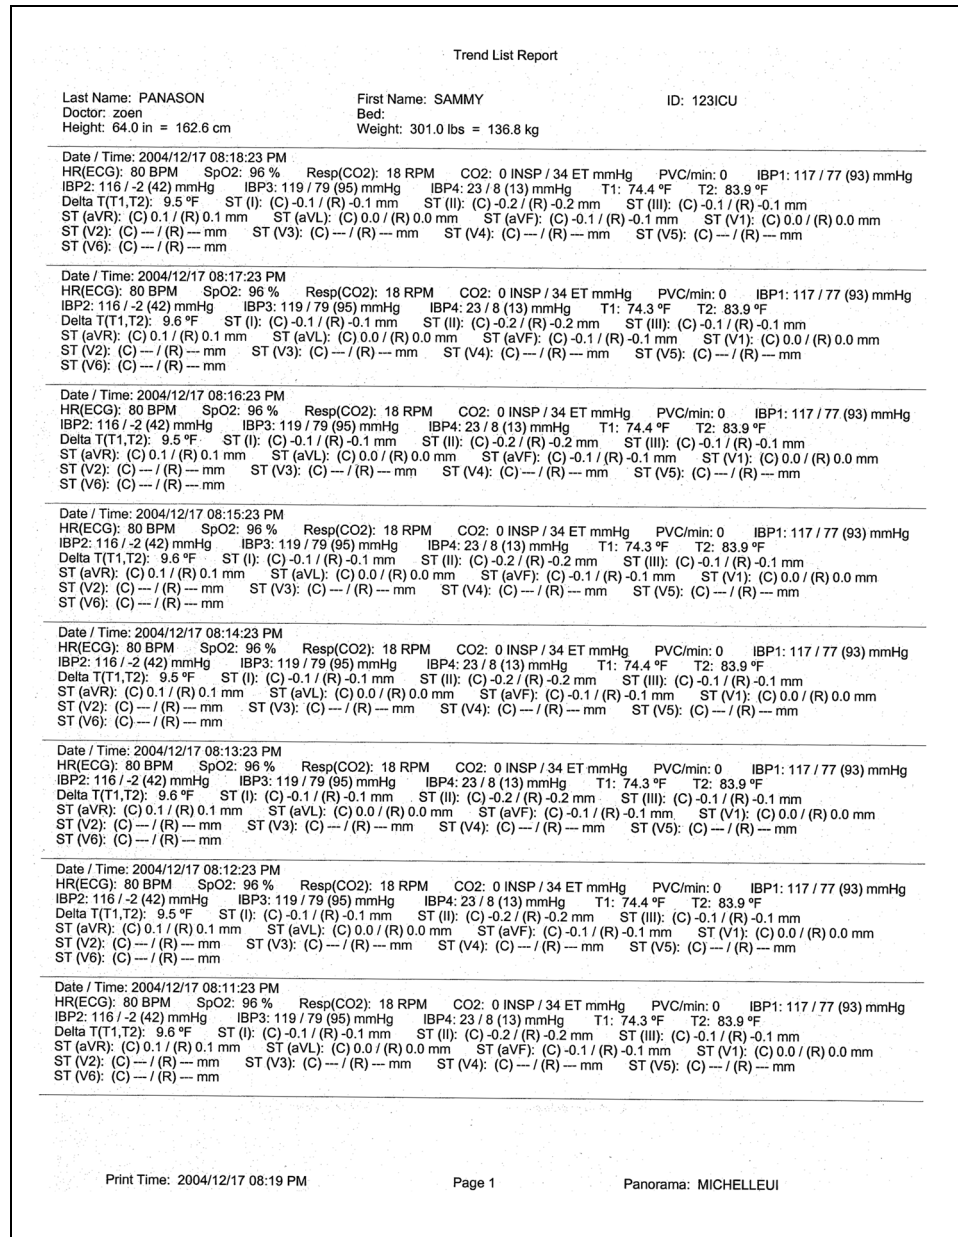 Trend List Report
Last Name: PANASON First Name: SAMMY ID: 123ICU
Doctor: zoen Bed:
Height: 64.0 in = 162.6 cm Weight: 301.0 lbs = 136.8 kg
Date / Time: 2004/12/17 08:18:23 PM
HR(ECG): 80 BPM SpO2: 96 % Resp(CO2): 18 RPM CO2: 0 INSP / 34 ET mmHg PVC/min: 0 IBP1: 117 / 77 (93) mmHg
IBP2: 116 / -2 (42) mmHg IBP3: 119 / 79 (95) mmHg IBP4: 23 / 8 (13) mmHg T1: 74.4 ºF T2: 83.9 ºF
Delta T(T1,T2): 9.5 ºF ST (I): (C) -0.1 / (R) -0.1 mm ST (II): (C) -0.2 / (R) -0.2 mm ST (III): (C) -0.1 / (R) -0.1 mm
ST (aVR): (C) 0.1 / (R) 0.1 mm ST (aVL): (C) 0.0 / (R) 0.0 mm ST (aVF): (C) -0.1 / (R) -0.1 mm ST (V1): (C) 0.0 / (R) 0.0 mm
ST (V2): (C) --- / (R) --- mm ST (V3): (C) --- / (R) --- mm ST (V4): (C) --- / (R) --- mm ST (V5): (C) --- / (R) --- mm
ST (V6): (C) --- / (R) --- mm
Date / Time: 2004/12/17 08:17:23 PM
HR(ECG): 80 BPM SpO2: 96 % Resp(CO2): 18 RPM CO2: 0 INSP / 34 ET mmHg PVC/min: 0 IBP1: 117 / 77 (93) mmHg
IBP2: 116 / -2 (42) mmHg IBP3: 119 / 79 (95) mmHg IBP4: 23 / 8 (13) mmHg T1: 74.3 ºF T2: 83.9 ºF
Delta T(T1,T2): 9.6 ºF ST (I): (C) -0.1 / (R) -0.1 mm ST (II): (C) -0.2 / (R) -0.2 mm ST (III): (C) -0.1 / (R) -0.1 mm
ST (aVR): (C) 0.1 / (R) 0.1 mm ST (aVL): (C) 0.0 / (R) 0.0 mm ST (aVF): (C) -0.1 / (R) -0.1 mm ST (V1): (C) 0.0 / (R) 0.0 mm
ST (V2): (C) --- / (R) --- mm ST (V3): (C) --- / (R) --- mm ST (V4): (C) --- / (R) --- mm ST (V5): (C) --- / (R) --- mm
ST (V6): (C) --- / (R) --- mm
Date / Time: 2004/12/17 08:16:23 PM
HR(ECG): 80 BPM SpO2: 96 % Resp(CO2): 18 RPM CO2: 0 INSP / 34 ET mmHg PVC/min: 0 IBP1: 117 / 77 (93) mmHg
IBP2: 116 / -2 (42) mmHg IBP3: 119 / 79 (95) mmHg IBP4: 23 / 8 (13) mmHg T1: 74.4 ºF T2: 83.9 ºF
Delta T(T1,T2): 9.5 ºF ST (I): (C) -0.1 / (R) -0.1 mm ST (II): (C) -0.2 / (R) -0.2 mm ST (III): (C) -0.1 / (R) -0.1 mm
ST (aVR): (C) 0.1 / (R) 0.1 mm ST (aVL): (C) 0.0 / (R) 0.0 mm ST (aVF): (C) -0.1 / (R) -0.1 mm ST (V1): (C) 0.0 / (R) 0.0 mm
ST (V2): (C) --- / (R) --- mm ST (V3): (C) --- / (R) --- mm ST (V4): (C) --- / (R) --- mm ST (V5): (C) --- / (R) --- mm
ST (V6): (C) --- / (R) --- mm
Date / Time: 2004/12/17 08:15:23 PM
HR(ECG): 80 BPM SpO2: 96 % Resp(CO2): 18 RPM CO2: 0 INSP / 34 ET mmHg PVC/min: 0 IBP1: 117 / 77 (93) mmHg
IBP2: 116 / -2 (42) mmHg IBP3: 119 / 79 (95) mmHg IBP4: 23 / 8 (13) mmHg T1: 74.3 ºF T2: 83.9 ºF
Delta T(T1,T2): 9.6 ºF ST (I): (C) -0.1 / (R) -0.1 mm ST (II): (C) -0.2 / (R) -0.2 mm ST (III): (C) -0.1 / (R) -0.1 mm
ST (aVR): (C) 0.1 / (R) 0.1 mm ST (aVL): (C) 0.0 / (R) 0.0 mm ST (aVF): (C) -0.1 / (R) -0.1 mm ST (V1): (C) 0.0 / (R) 0.0 mm
ST (V2): (C) --- / (R) --- mm ST (V3): (C) --- / (R) --- mm ST (V4): (C) --- / (R) --- mm ST (V5): (C) --- / (R) --- mm
ST (V6): (C) --- / (R) --- mm
Date / Time: 2004/12/17 08:14:23 PM
HR(ECG): 80 BPM SpO2: 96 % Resp(CO2): 18 RPM CO2: 0 INSP / 34 ET mmHg PVC/min: 0 IBP1: 117 / 77 (93) mmHg
IBP2: 116 / -2 (42) mmHg IBP3: 119 / 79 (95) mmHg IBP4: 23 / 8 (13) mmHg T1: 74.4 ºF T2: 83.9 ºF
Delta T(T1,T2): 9.5 ºF ST (I): (C) -0.1 / (R) -0.1 mm ST (II): (C) -0.2 / (R) -0.2 mm ST (III): (C) -0.1 / (R) -0.1 mm
ST (aVR): (C) 0.1 / (R) 0.1 mm ST (aVL): (C) 0.0 / (R) 0.0 mm ST (aVF): (C) -0.1 / (R) -0.1 mm ST (V1): (C) 0.0 / (R) 0.0 mm
ST (V2): (C) --- / (R) --- mm ST (V3): (C) --- / (R) --- mm ST (V4): (C) --- / (R) --- mm ST (V5): (C) --- / (R) --- mm
ST (V6): (C) --- / (R) --- mm
Date / Time: 2004/12/17 08:13:23 PM
HR(ECG): 80 BPM SpO2: 96 % Resp(CO2): 18 RPM CO2: 0 INSP / 34 ET mmHg PVC/min: 0 IBP1: 117 / 77 (93) mmHg
IBP2: 116 / -2 (42) mmHg IBP3: 119 / 79 (95) mmHg IBP4: 23 / 8 (13) mmHg T1: 74.3 ºF T2: 83.9 ºF
Delta T(T1,T2): 9.6 ºF ST (I): (C) -0.1 / (R) -0.1 mm ST (II): (C) -0.2 / (R) -0.2 mm ST (III): (C) -0.1 / (R) -0.1 mm
ST (aVR): (C) 0.1 / (R) 0.1 mm ST (aVL): (C) 0.0 / (R) 0.0 mm ST (aVF): (C) -0.1 / (R) -0.1 mm ST (V1): (C) 0.0 / (R) 0.0 mm
ST (V2): (C) --- / (R) --- mm ST (V3): (C) --- / (R) --- mm ST (V4): (C) --- / (R) --- mm ST (V5): (C) --- / (R) --- mm
ST (V6): (C) --- / (R) --- mm
Date / Time: 2004/12/17 08:12:23 PM
HR(ECG): 80 BPM SpO2: 96 % Resp(CO2): 18 RPM CO2: 0 INSP / 34 ET mmHg PVC/min: 0 IBP1: 117 / 77 (93) mmHg
IBP2: 116 / -2 (42) mmHg IBP3: 119 / 79 (95) mmHg IBP4: 23 / 8 (13) mmHg T1: 74.4 ºF T2: 83.9 ºF
Delta T(T1,T2): 9.5 ºF ST (I): (C) -0.1 / (R) -0.1 mm ST (II): (C) -0.2 / (R) -0.2 mm ST (III): (C) -0.1 / (R) -0.1 mm
ST (aVR): (C) 0.1 / (R) 0.1 mm ST (aVL): (C) 0.0 / (R) 0.0 mm ST (aVF): (C) -0.1 / (R) -0.1 mm ST (V1): (C) 0.0 / (R) 0.0 mm
ST (V2): (C) --- / (R) --- mm ST (V3): (C) --- / (R) --- mm ST (V4): (C) --- / (R) --- mm ST (V5): (C) --- / (R) --- mm
ST (V6): (C) --- / (R) --- mm
Date / Time: 2004/12/17 08:11:23 PM
HR(ECG): 80 BPM SpO2: 96 % Resp(CO2): 18 RPM CO2: 0 INSP / 34 ET mmHg PVC/min: 0 IBP1: 117 / 77 (93) mmHg
IBP2: 116 / -2 (42) mmHg IBP3: 119 / 79 (95) mmHg IBP4: 23 / 8 (13) mmHg T1: 74.3 ºF T2: 83.9 ºF
Delta T(T1,T2): 9.6 ºF ST (I): (C) -0.1 / (R) -0.1 mm ST (II): (C) -0.2 / (R) -0.2 mm ST (III): (C) -0.1 / (R) -0.1 mm
ST (aVR): (C) 0.1 / (R) 0.1 mm ST (aVL): (C) 0.0 / (R) 0.0 mm ST (aVF): (C) -0.1 / (R) -0.1 mm ST (V1): (C) 0.0 / (R) 0.0 mm
ST (V2): (C) --- / (R) --- mm ST (V3): (C) --- / (R) --- mm ST (V4): (C) --- / (R) --- mm ST (V5): (C) --- / (R) --- mm
ST (V6): (C) --- / (R) --- mm
Print Time: 2004/12/17 08:19 PM Page 1 Panorama: MICHELLEUI